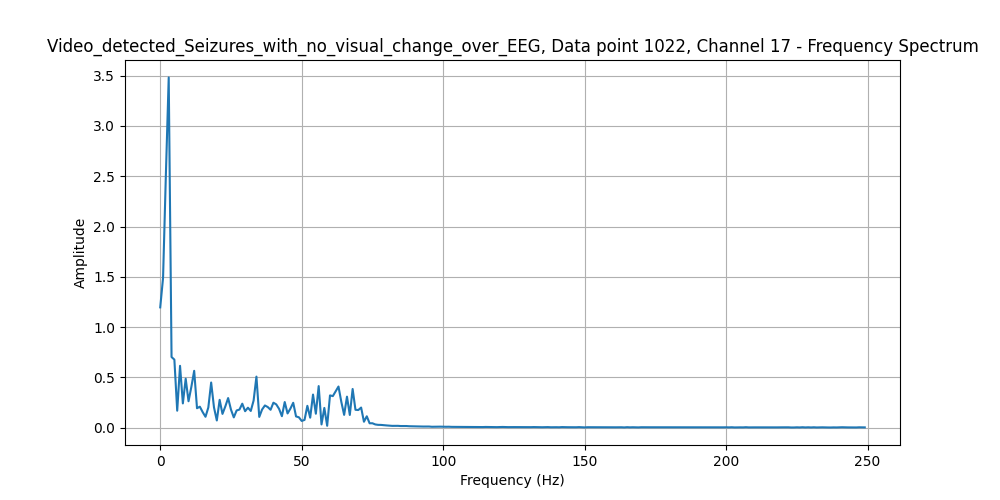 Video_detected_Seizures_with_no_visual_change_over_EEG, Data point 1022, Channel 17 - Frequency Spectrum
3.5
3.0
2.5
2.0
1.5
1.0
0.5
0.0
Amplitude
0 50 100 150 200 250
Frequency (Hz)